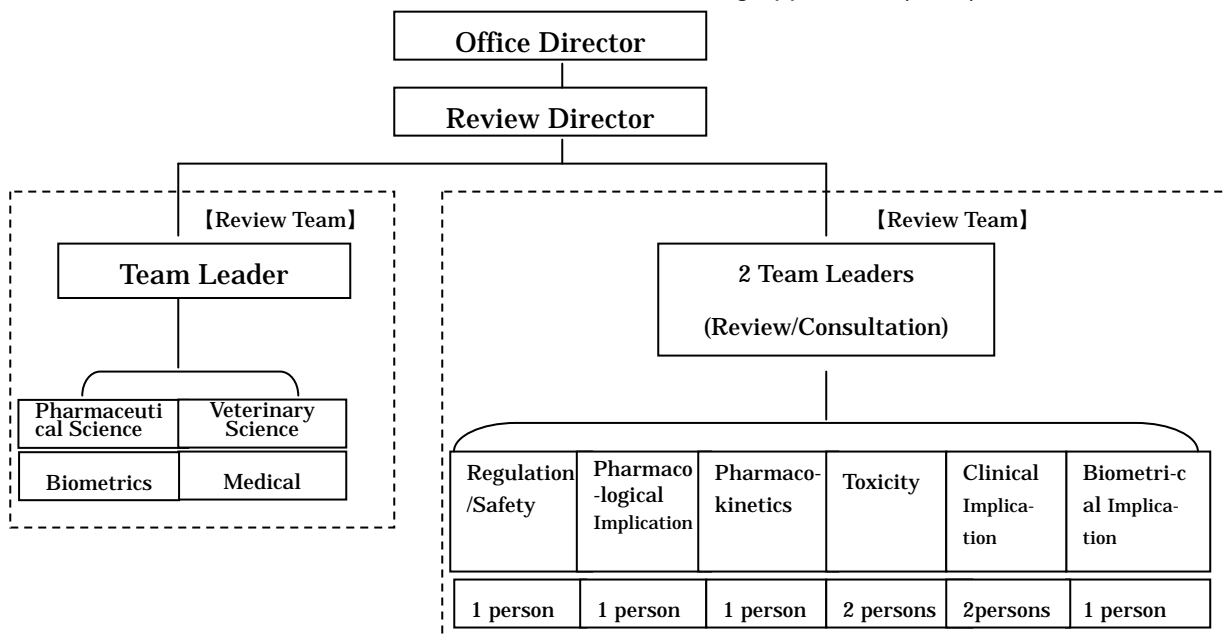 Office Director
Review Director
【Review Team】
Team Leader
Pharmaceuti
cal Science
Veterinary
Science
Biometrics
Medical
【Review Team】
2 Team Leaders
(Review/Consultation)
Regulation
/Safety
Pharmaco
-logical
Implication
Pharmaco-
kinetics
Toxicity
Clinical
Implica-
tion
Biometri-c
al Implica-
tion
1 person
1 person
1 person
2 persons
2persons
1 person